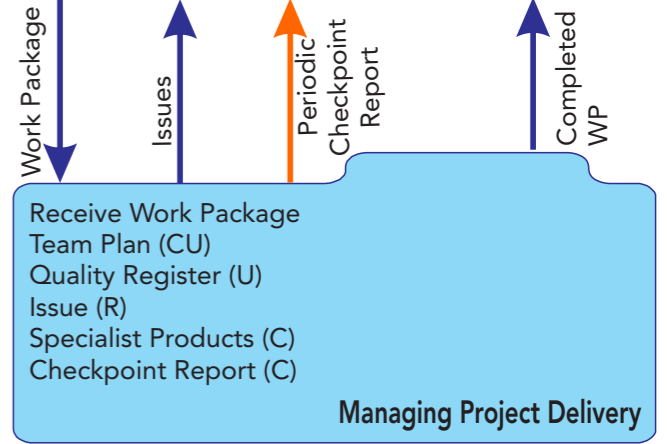 Work Package
Issues
Periodic
Checkpoint
Report
Completed
WP
Receive Work Package
Team Plan (CU)
Quality Register (U)
Issue (R)
Specialist Products (C)
Checkpoint Report (C)
Managing Project Delivery